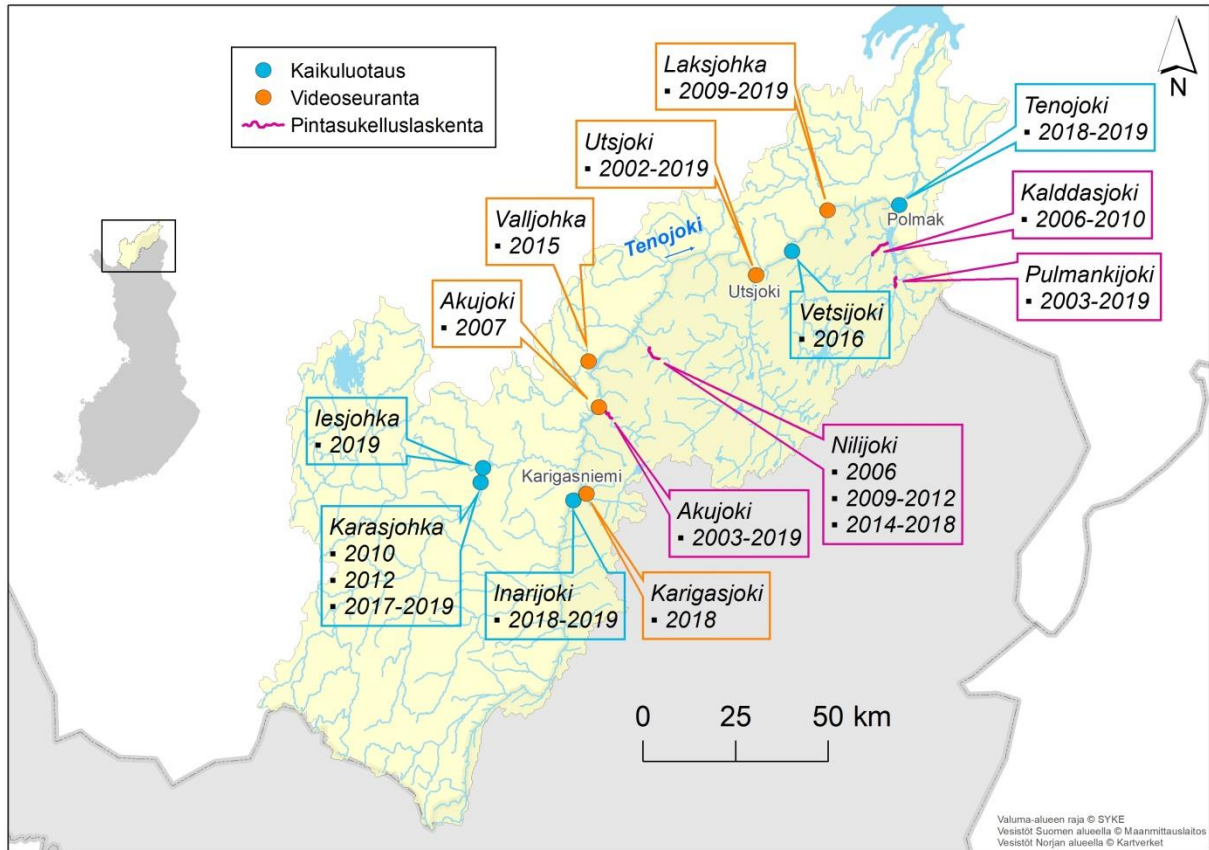 Kaikuluotaus
Videoseuranta
Pintasukelluslaskenta
N
Laksjohka
▪ 2009-2019
Tenojoki
▪ 2018-2019
Utsjoki
▪ 2002-2019
Kalddasjoki
▪ 2006-2010
Valljohka
▪ 2015
Tenojoki
Polmak
Pulmankijoki
▪ 2003-2019
Utsjoki
Akujoki
▪ 2007
Vetsijoki
▪ 2016
Iesjohka
▪ 2019
Karigasniemi
Nilijoki
▪ 2006
▪ 2009-2012
▪ 2014-2018
Akujoki
▪ 2003-2019
Karasjohka
▪ 2010
▪ 2012
▪ 2017-2019
Inarijoki
▪ 2018-2019
Karigasjoki
▪ 2018
0 25 50 km
Valuma-alueen raja © SYKE
Vesistöt Suomen alueella © Maanmittauslaitos
Vesistöt Norjan alueella © Kartverket